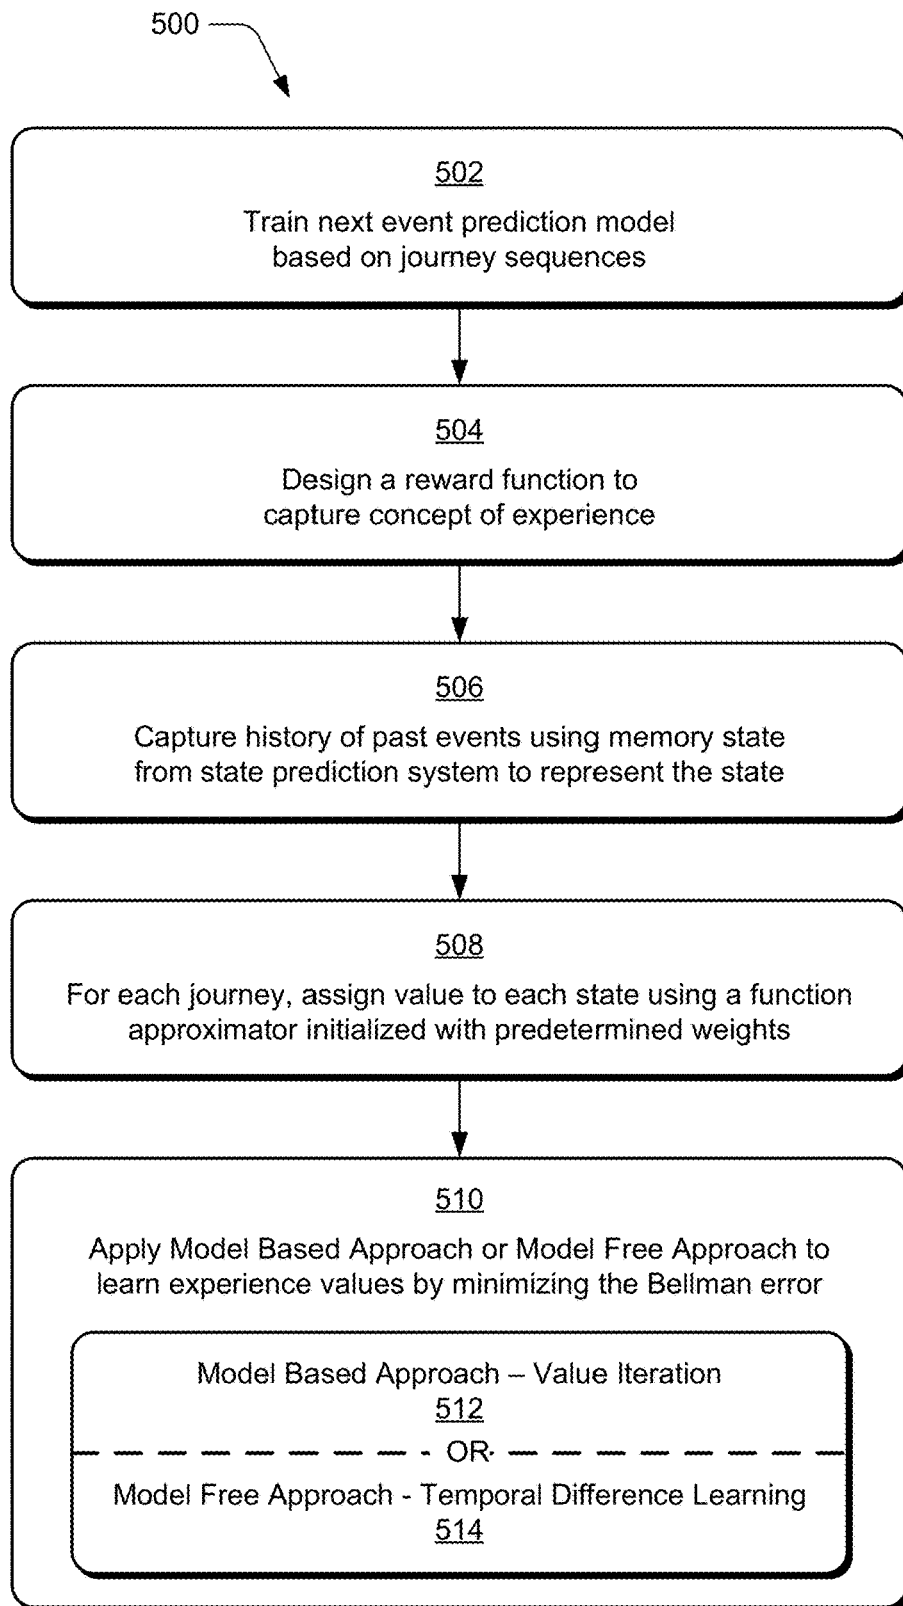 500
502
Train next event prediction model
based on journey sequences
504
Design a reward function to
capture concept of experience
506
Capture history of past events using memory state
from state prediction system to represent the state
508
For each journey, assign value to each state using a function
approximator initialized with predetermined weights
510
Apply Model Based Approach or Model Free Approach to
learn experience values by minimizing the Bellman error
Model Based Approach – Value Iteration
512
OR
Model Free Approach - Temporal Difference Learning
514